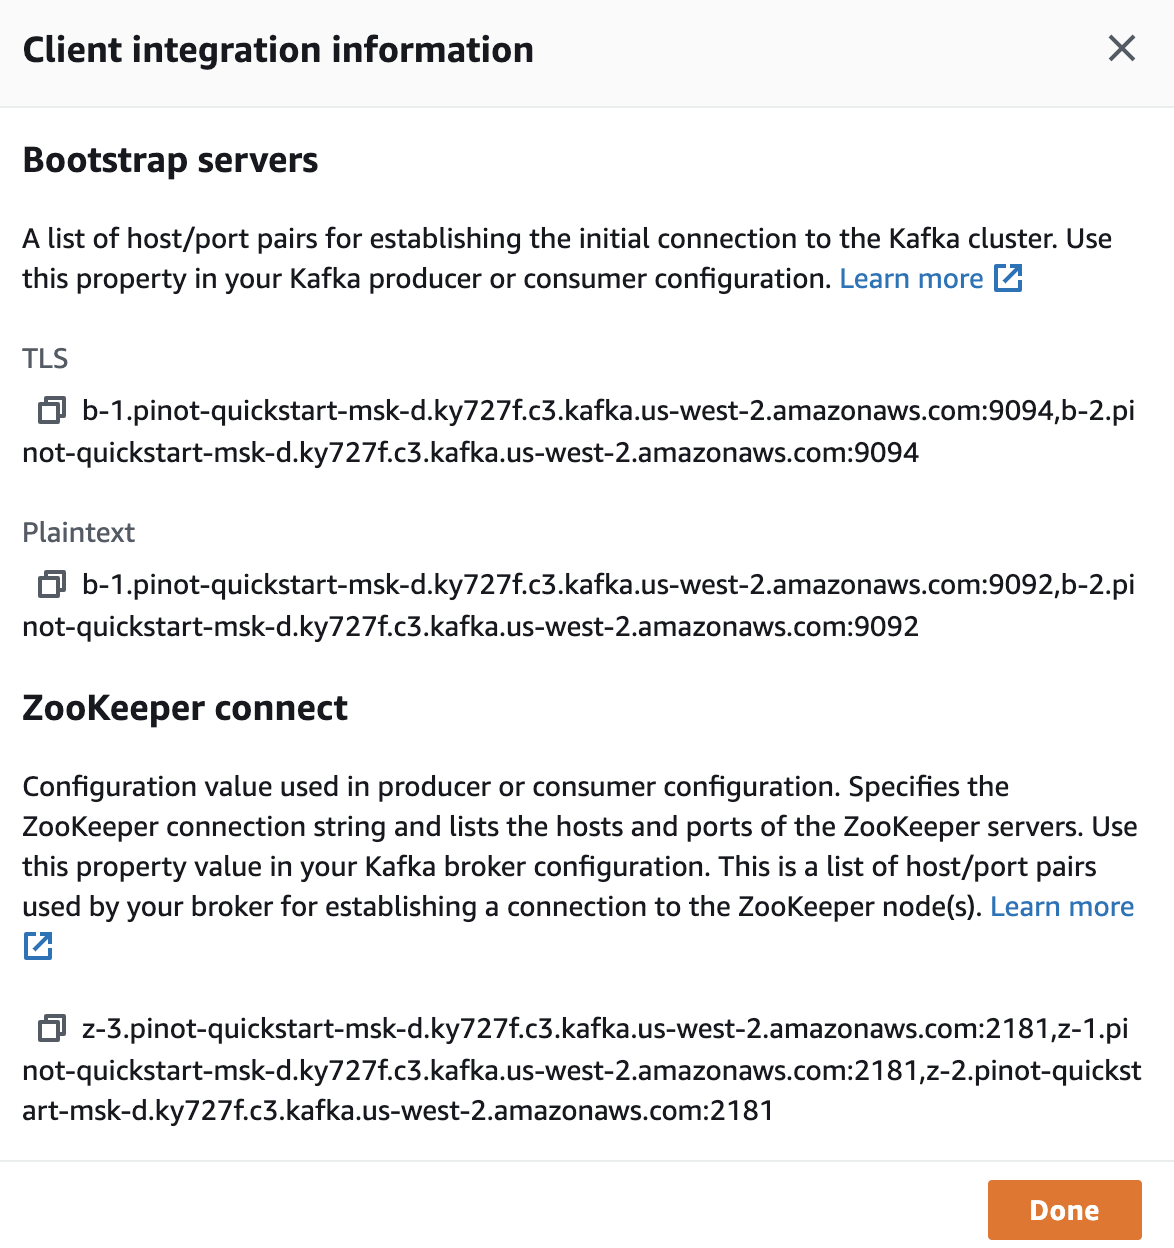 Client integration information
Bootstrap servers
A list of host/port pairs for establishing the initial connection to the Kafka cluster. Use
this property in your Kafka producer or consumer configuration. Learn more
TLS
b-1.pinot-quickstart-msk-d.ky727f.c3.kafka.us-west-2.amazonaws.com:9094,b-2.pi
not-quickstart-msk-d.ky727f.c3.kafka.us-west-2.amazonaws.com:9094
Plaintext
b-1.pinot-quickstart-msk-d.ky727f.c3.kafka.us-west-2.amazonaws.com:9092,b-2.pi
not-quickstart-msk-d.ky727f.c3.kafka.us-west-2.amazonaws.com:9092
ZooKeeper connect
Configuration value used in producer or consumer configuration. Specifies the
ZooKeeper connection string and lists the hosts and ports of the ZooKeeper servers. Use
this property value in your Kafka broker configuration. This is a list of host/port pairs
used by your broker for establishing a connection to the ZooKeeper node(s). Learn more
z-3.pinot-quickstart-msk-d.ky727f.c3.kafka.us-west-2.amazonaws.com:2181,z-1.pi
not-quickstart-msk-d.ky727f.c3.kafka.us-west-2.amazonaws.com:2181,z-2.pinot-quickst
art-msk-d.ky727f.c3.kafka.us-west-2.amazonaws.com:2181
Done